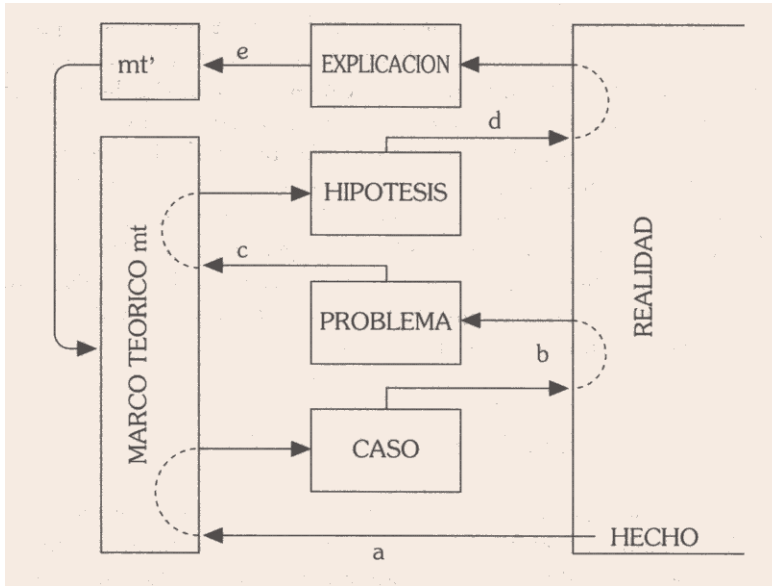 mt'
e
EXPLICACION
d
HIPOTESIS
MARCO TEORICO mt
c
REALIDAD
PROBLEMA
b
CASO
HECHO
a